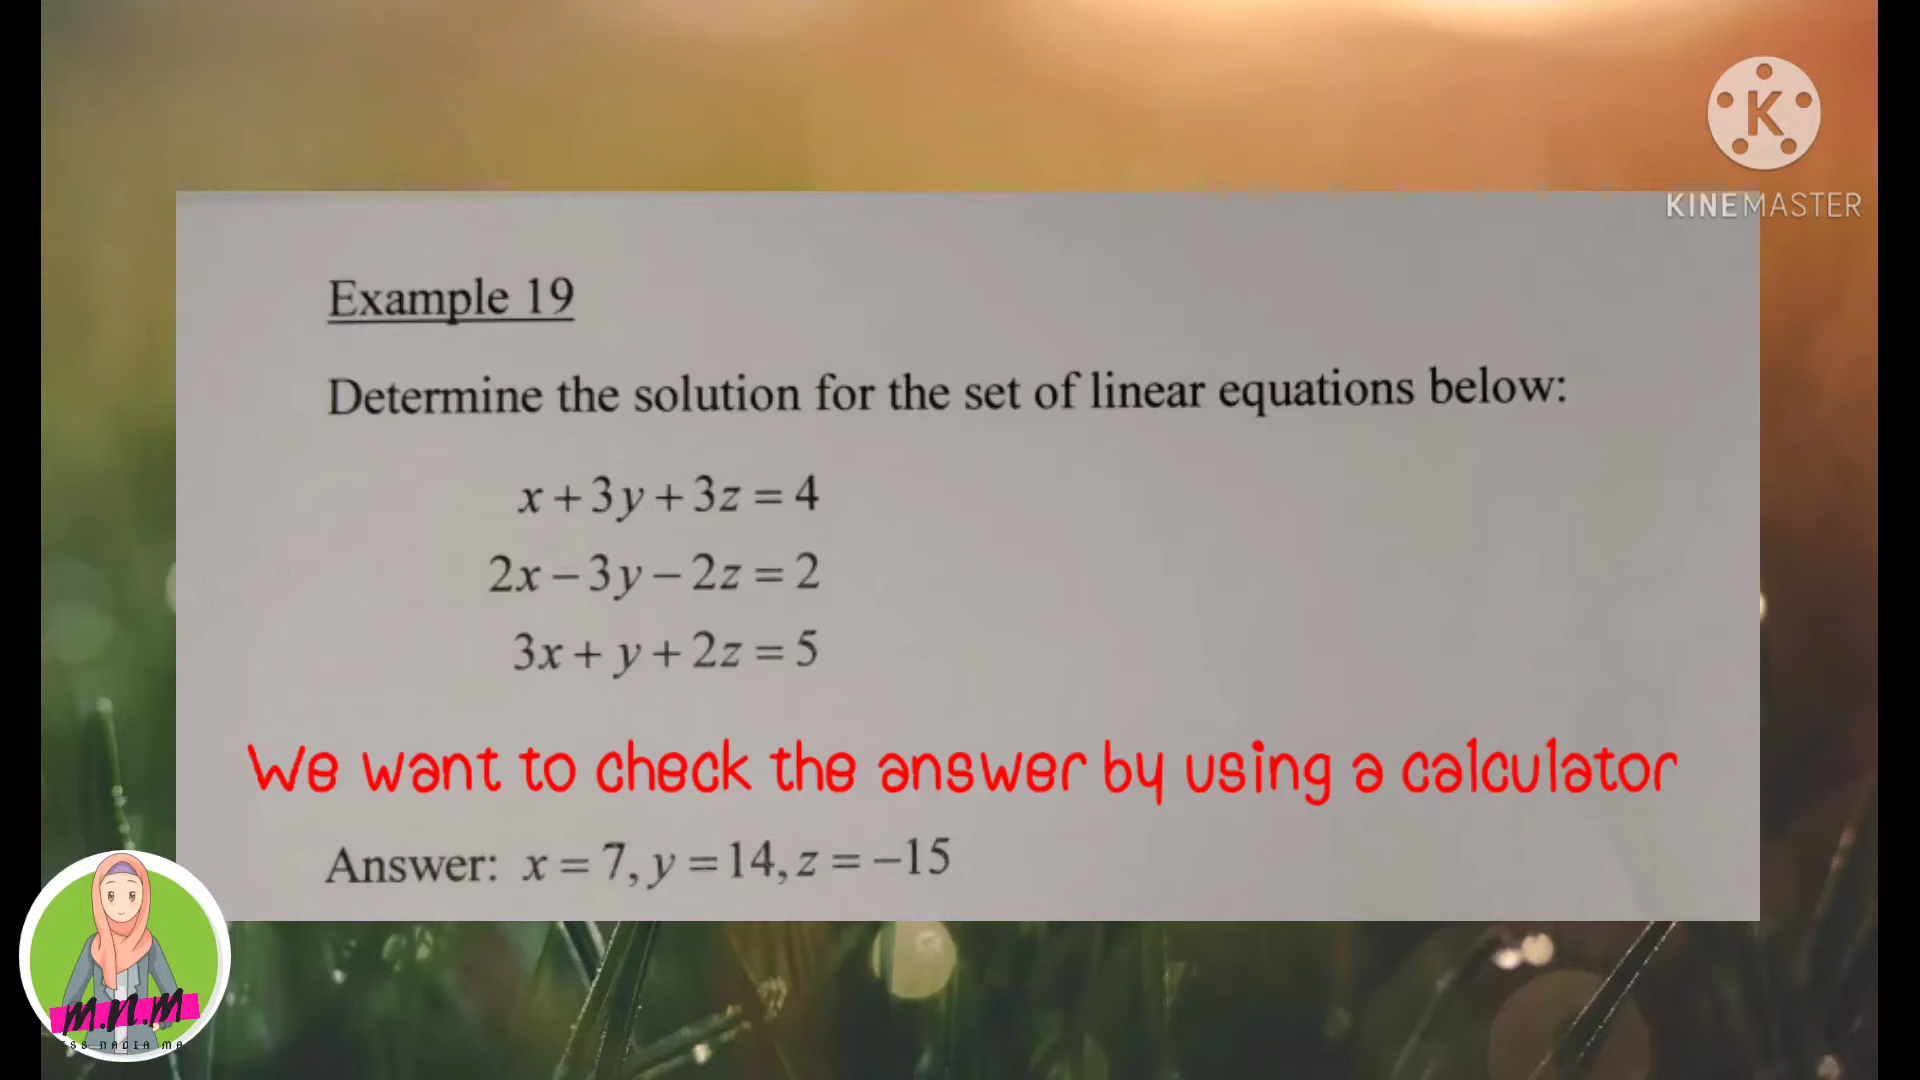 KINEMASTER
Example 19
Determine the solution for the set of linear equations below:
x + 3y + 3z = 4
2x − 3y − 2z = 2
3x + y + 2z = 5
We want to check the answer by using a calculator
Answer: x = 7, y = 14, z = −15
m.n.m